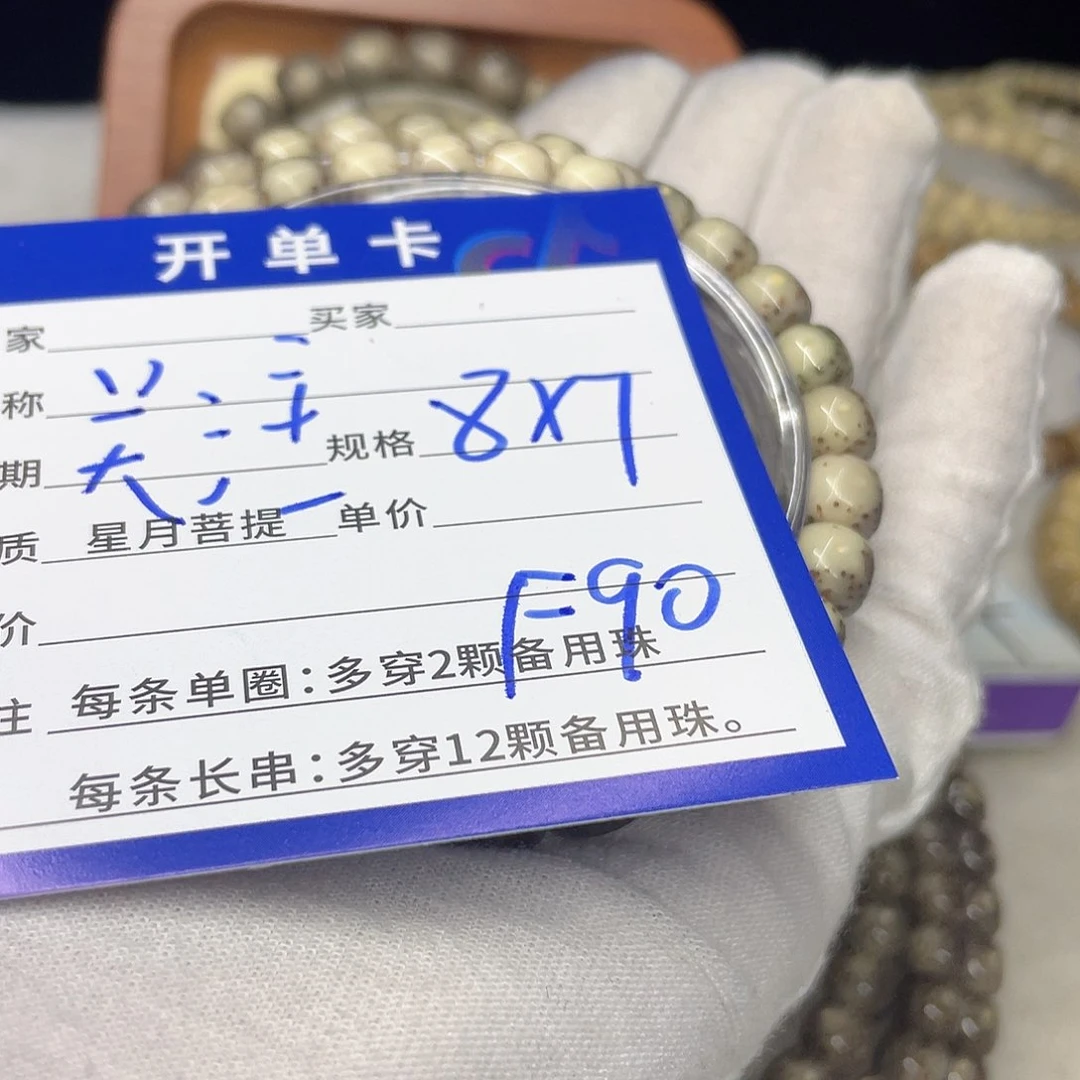 开单卡
家 买家
称 关注
期 规格 8X7
质 星月菩提 单价
价 F90
注 每条单圈：多穿2颗备用珠
每条长串：多穿12颗备用珠。